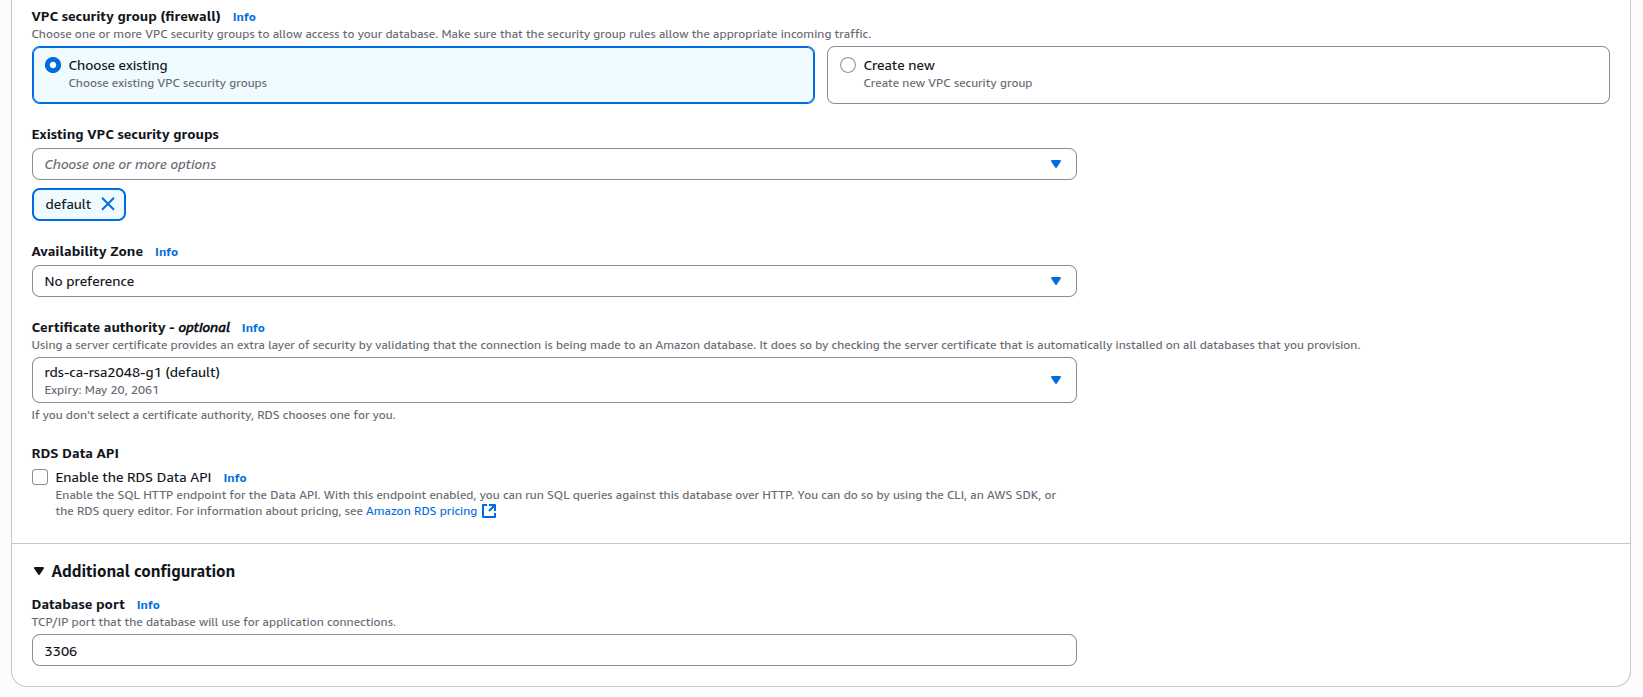 VPC security group (firewall) Info
Choose one or more VPC security groups to allow access to your database. Make sure that the security group rules allow the appropriate incoming traffic.
Choose existing
Choose existing VPC security groups
Create new
Create new VPC security group
Existing VPC security groups
Choose one or more options
default
Availability Zone Info
No preference
Certificate authority - optional Info
Using a server certificate provides an extra layer of security by validating that the connection is being made to an Amazon database. It does so by checking the server certificate that is automatically installed on all databases that you provision.
rds-ca-rsa2048-g1 (default)
Expiry: May 20, 2061
If you don't select a certificate authority, RDS chooses one for you.
RDS Data API
Enable the RDS Data API Info
Enable the SQL HTTP endpoint for the Data API. With this endpoint enabled, you can run SQL queries against this database over HTTP. You can do so by using the CLI, an AWS SDK, or
the RDS query editor. For information about pricing, see Amazon RDS pricing
Additional configuration
Database port Info
TCP/IP port that the database will use for application connections.
3306